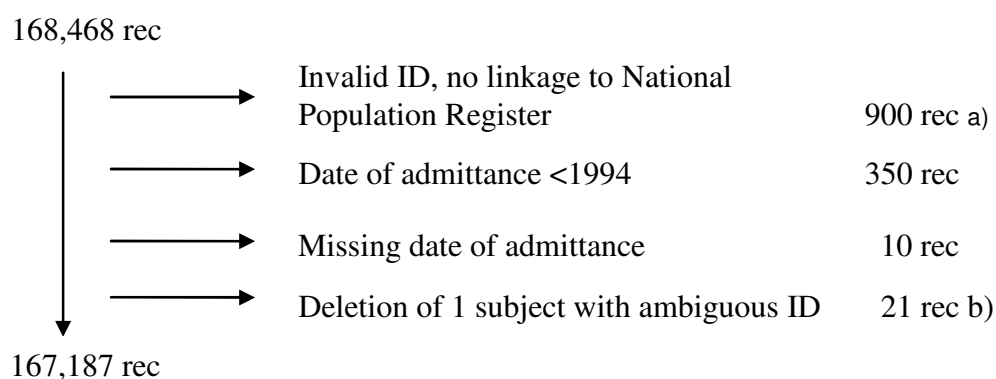 168,468 rec
Invalid ID, no linkage to National
Population Register 900 rec a)
Date of admittance <1994 350 rec
Missing date of admittance 10 rec
Deletion of 1 subject with ambiguous ID 21 rec b)
167,187 rec